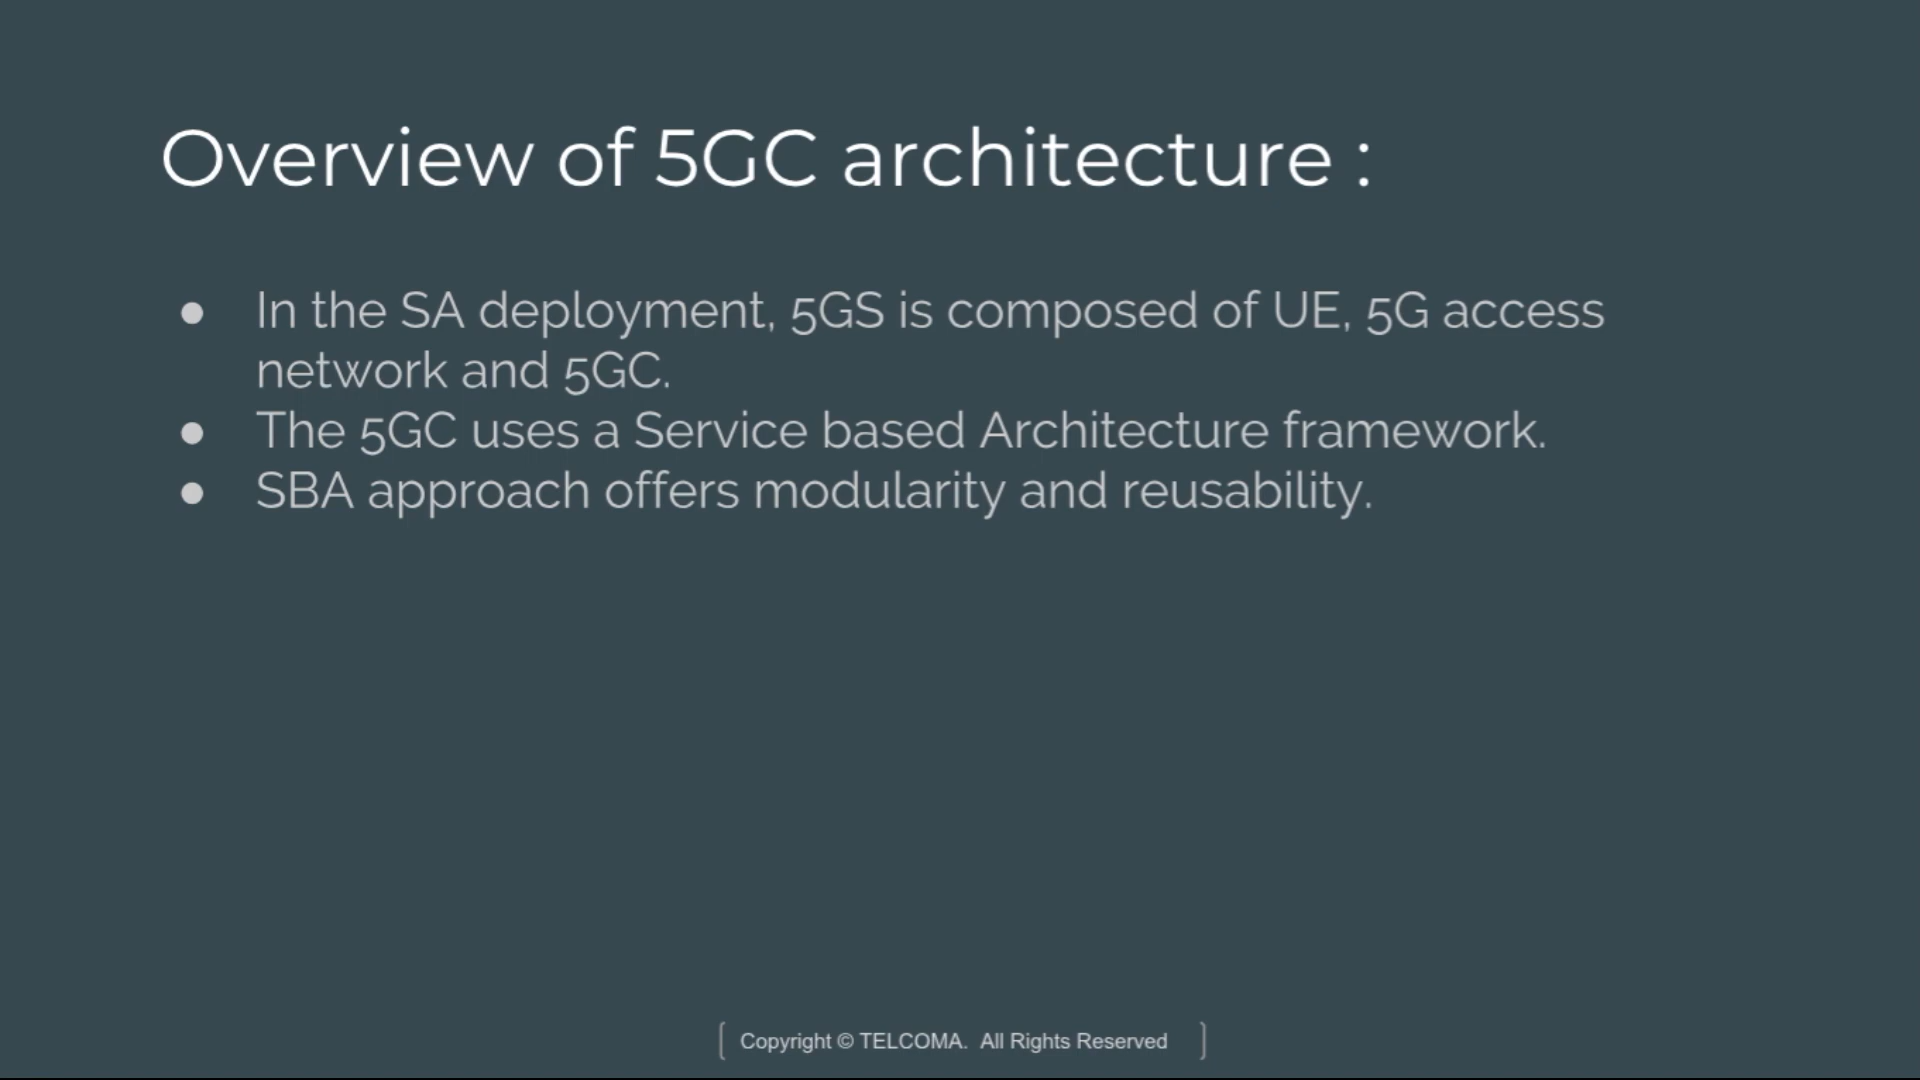 Overview of 5GC architecture :
● In the SA deployment, 5GS is composed of UE, 5G access
network and 5GC.
● The 5GC uses a Service based Architecture framework.
● SBA approach offers modularity and reusability.
Copyright © TELCOMA. All Rights Reserved